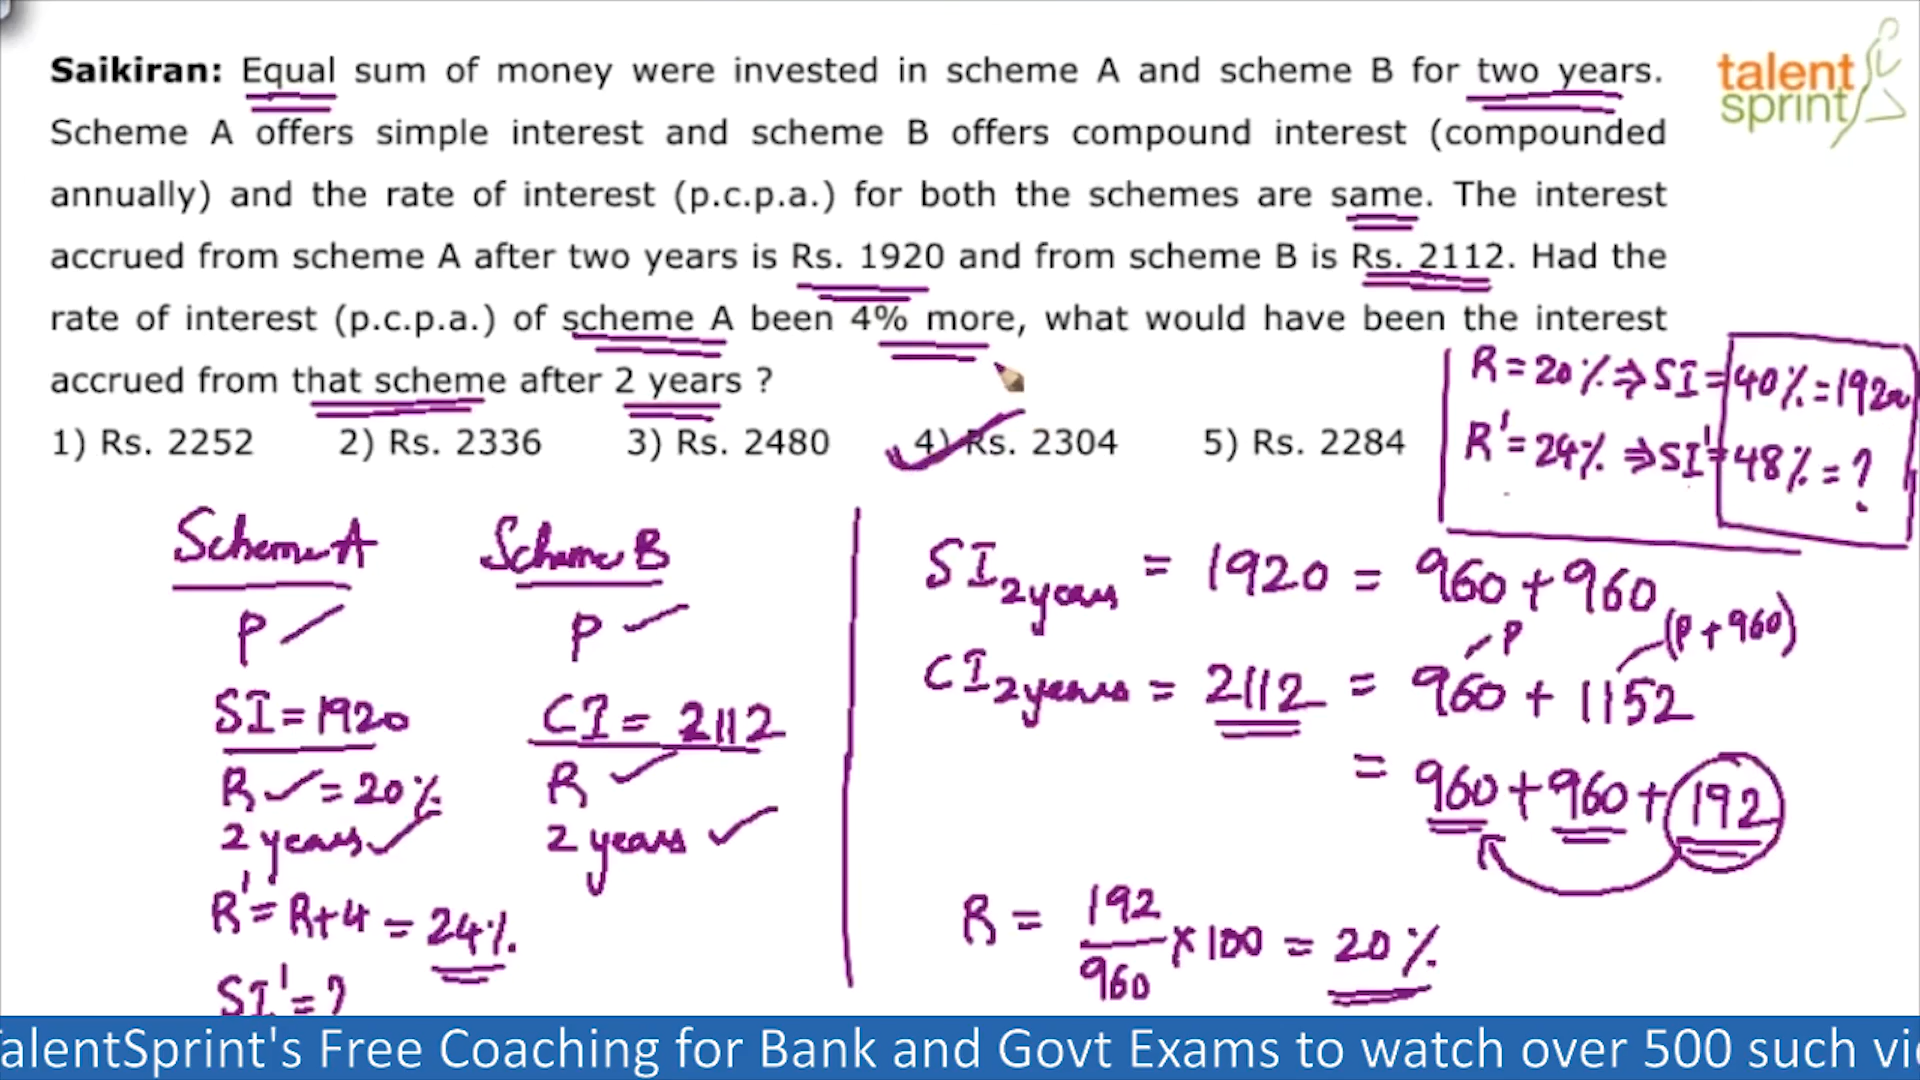 Saikiran: Equal sum of money were invested in scheme A and scheme B for two years.
Scheme A offers simple interest and scheme B offers compound interest (compounded
annually) and the rate of interest (p.c.p.a.) for both the schemes are same. The interest
accrued from scheme A after two years is Rs. 1920 and from scheme B is Rs. 2112. Had the
rate of interest (p.c.p.a.) of scheme A been 4% more, what would have been the interest
accrued from that scheme after 2 years ?
1) Rs. 2252 2) Rs. 2336 3) Rs. 2480 4) Rs. 2304 5) Rs. 2284
talent
sprint
R = 20% ⇒ SI = 40% = 1920
R' = 24% ⇒ SI' = 48% = ?
Scheme A
P
SI = 1920
R = 20%
2 years
R' = R+4 = 24%.
SI' = ?
Scheme B
P
CI = 2112
R
2 years
SI 2 years = 1920 = 960 + 960
P (P + 960)
CI 2 years = 2112 = 960 + 1152
= 960 + 960 + 192
R = 192/960 × 100 = 20%
alentSprint's Free Coaching for Bank and Govt Exams to watch over 500 such vi